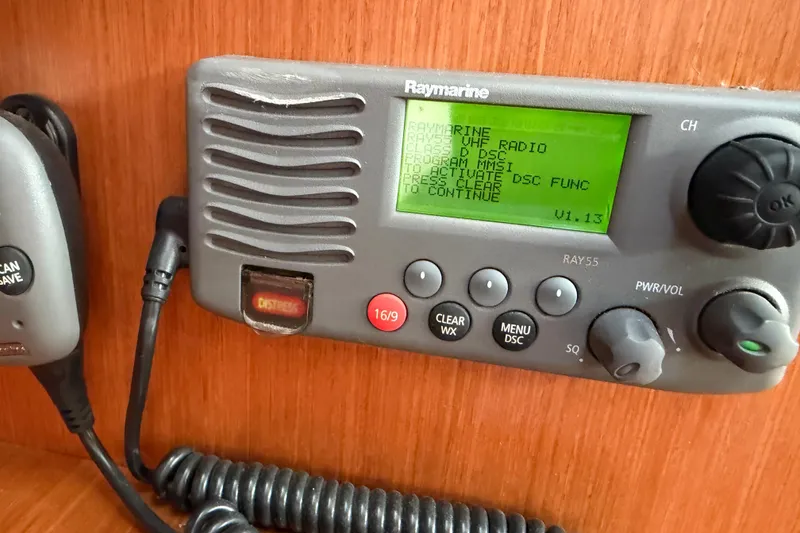 Raymarine
RAYMARINE
RAY55 VHF RADIO
CLASS D DSC
PROGRAM MMSI
TO ACTIVATE DSC FUNC
PRESS CLEAR
TO CONTINUE
V1.13
CH
OK
RAY55
PWR/VOL
DISTRESS
16/9
CLEAR
WX
MENU
DSC
SQ
CAN
SAVE